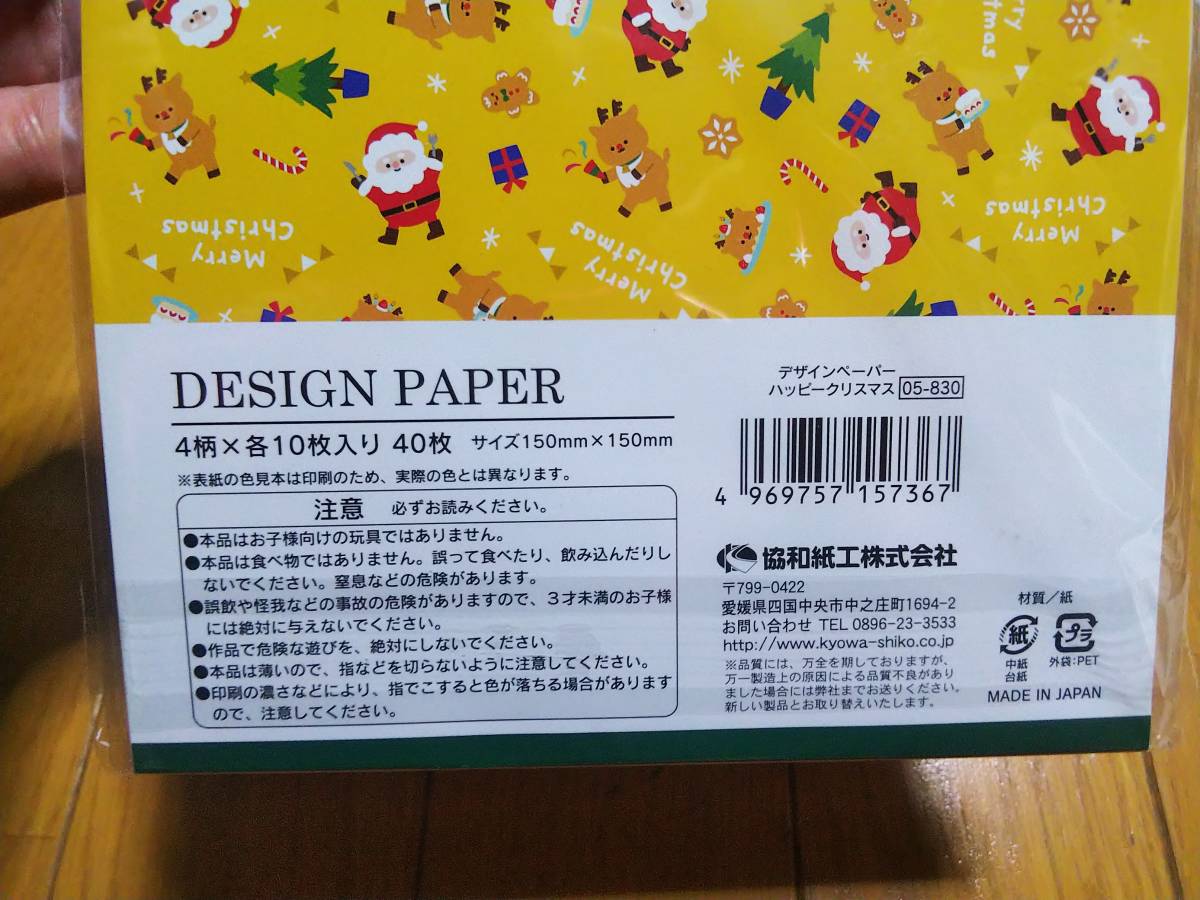 Merry
Christmas
Merry
Christmas
Merry
Christmas
Merry
Christmas
DESIGN PAPER
4柄×各10枚入り 40枚 サイズ150mm×150mm
※表紙の色見本は印刷のため、実際の色とは異なります。
注意 必ずお読みください。
●本品はお子様向けの玩具ではありません。
●本品は食べ物ではありません。誤って食べたり、飲み込んだりし
ないでください。窒息などの危険があります。
●誤飲や怪我などの事故の危険がありますので、3才未満のお子様
には絶対に与えないでください。
●作品で危険な遊びを、絶対にしないでください。
●本品は薄いので、指などを切らないように注意してください。
●印刷の濃さなどにより、指でこすると色が落ちる場合があります
ので、注意してください。
デザインペーパー
ハッピークリスマス 05-830
4 969757 157367
協和紙工株式会社
〒799-0422
愛媛県四国中央市中之庄町1694-2
お問い合わせ TEL 0896-23-3533
http://www.kyowa-shiko.co.jp
※品質には、万全を期しておりますが、
万一製造上の原因による品質不良があり
ました場合には弊社までお送りください。
新しい製品とお取り替えいたします。
材質/紙
紙
プラ
中紙
台紙
外袋:PET
MADE IN JAPAN